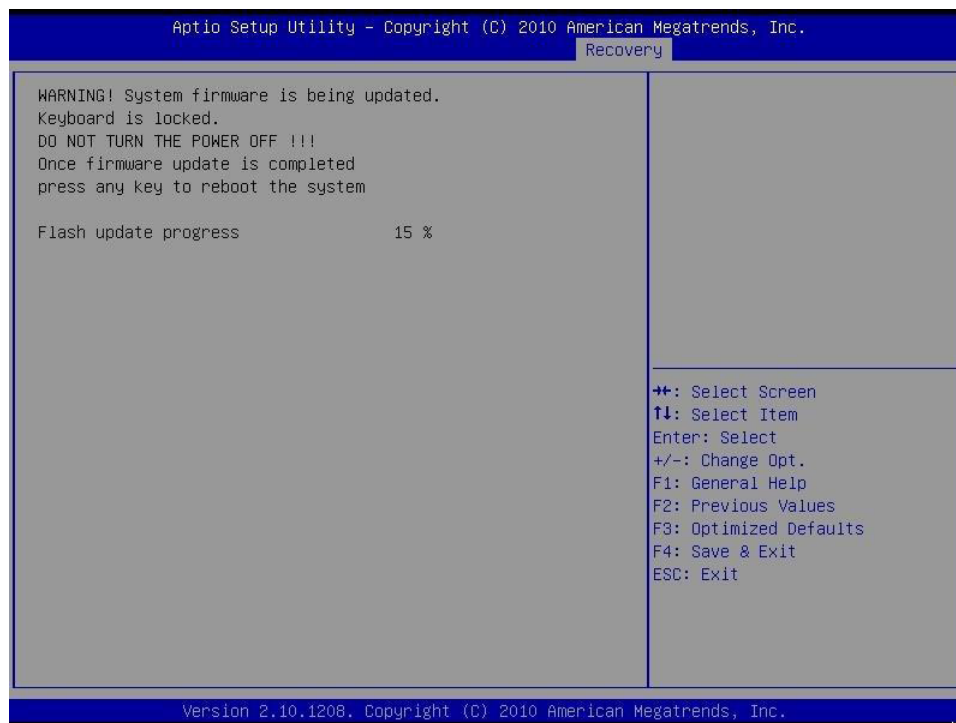 Aptio Setup Utility – Copyright (C) 2010 American Megatrends, Inc.
Recovery
WARNING! System firmware is being updated.
Keyboard is locked.
DO NOT TURN THE POWER OFF !!!
Once firmware update is completed
press any key to reboot the system
Flash update progress 15 %
→←: Select Screen
↑↓: Select Item
Enter: Select
+/-: Change Opt.
F1: General Help
F2: Previous Values
F3: Optimized Defaults
F4: Save & Exit
ESC: Exit
Version 2.10.1208. Copyright (C) 2010 American Megatrends, Inc.